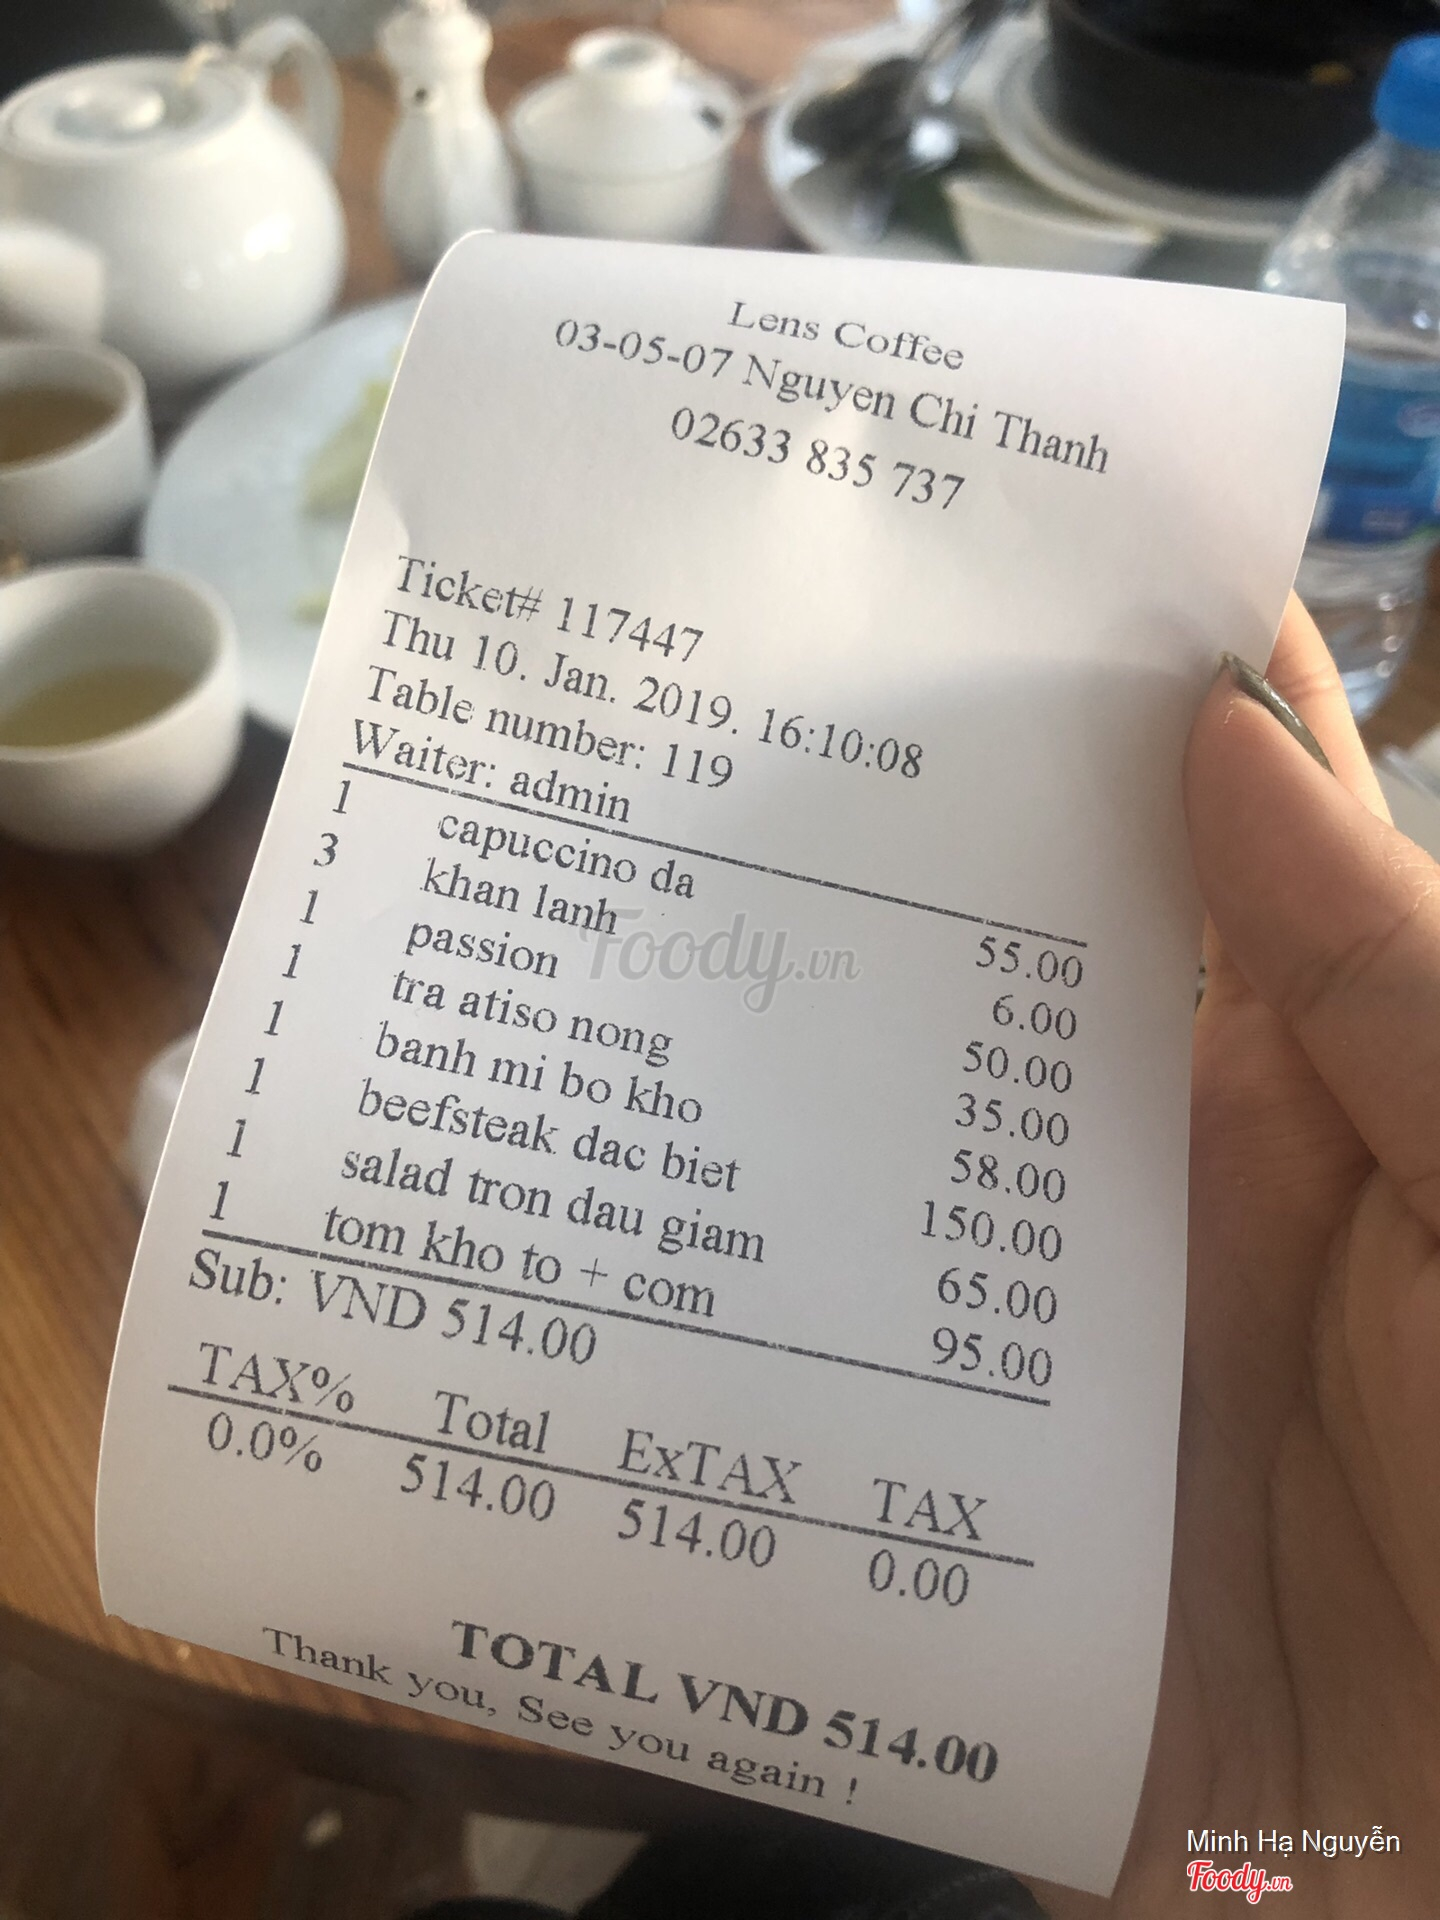 Lens Coffee
03-05-07 Nguyen Chi Thanh
02633 835 737
Ticket# 117447
Thu 10. Jan. 2019. 16:10:08
Table number: 119
Waiter: admin
1 capuccino da 55.00
3 khan lanh 6.00
1 passion 50.00
1 tra atiso nong 35.00
1 banh mi bo kho 58.00
1 beefsteak dac biet 150.00
1 salad tron dau giam 65.00
1 tom kho to + com 95.00
Sub: VND 514.00
TAX% Total ExTAX TAX
0.0% 514.00 514.00 0.00
TOTAL VND 514.00
Thank you, See you again !
Foody.vn
Minh Hạ Nguyễn
Foody.vn